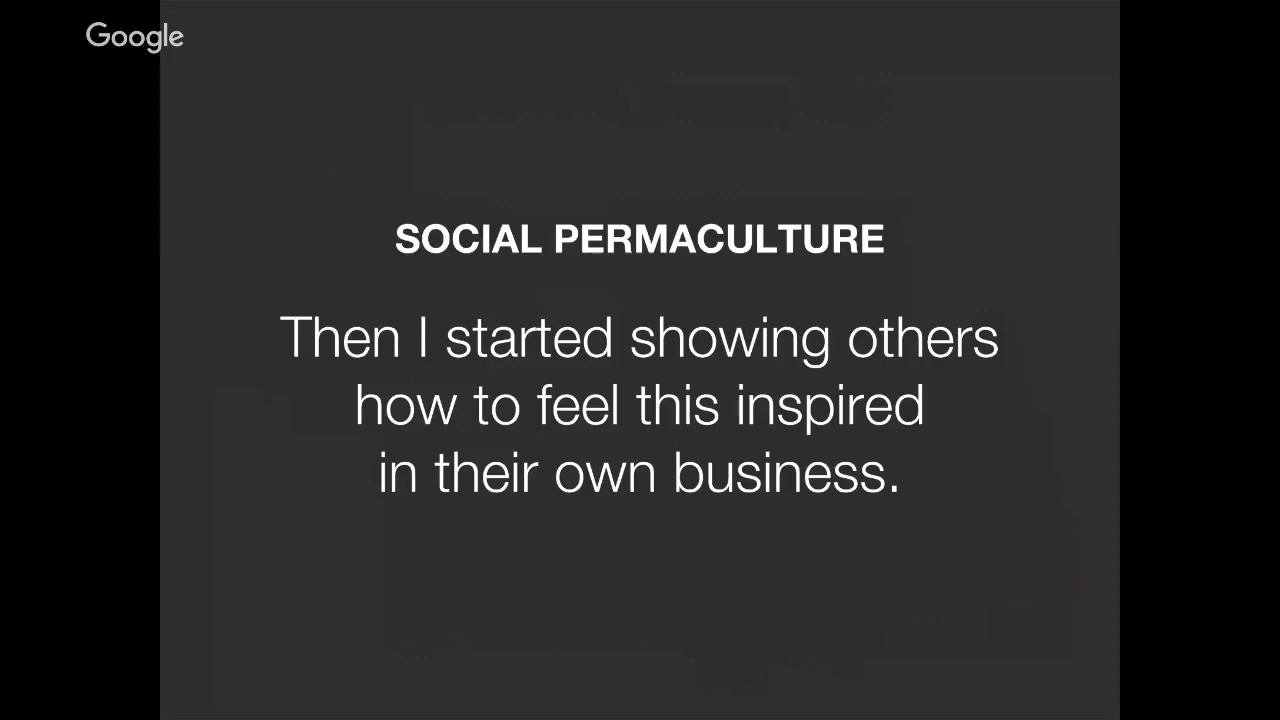 Google
SOCIAL PERMACULTURE
Then I started showing others
how to feel this inspired
in their own business.